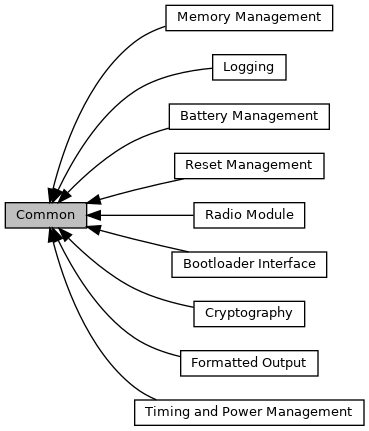 Memory Management
Logging
Battery Management
Reset Management
Common
Radio Module
Bootloader Interface
Cryptography
Formatted Output
Timing and Power Management